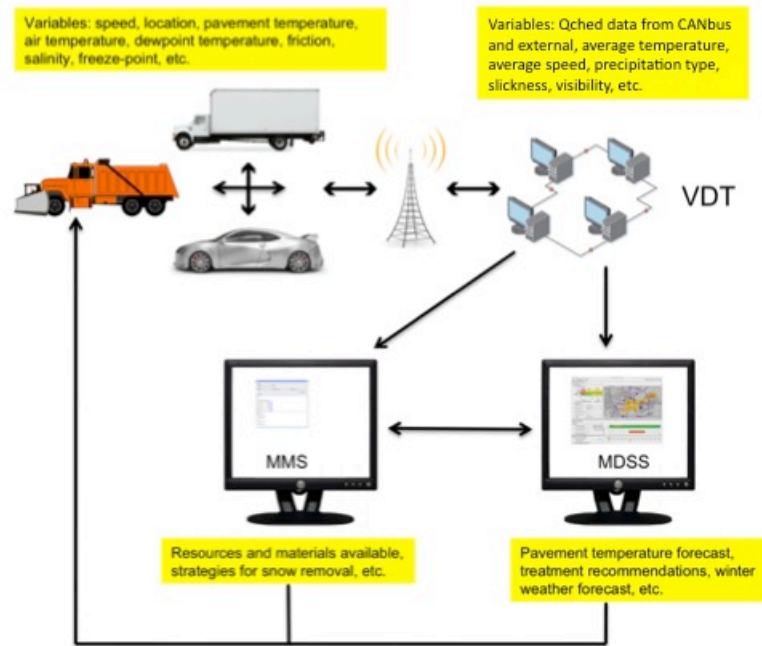 Variables: speed, location, pavement temperature,
air temperature, dewpoint temperature, friction,
salinity, freeze-point, etc.
Variables: Qched data from CANbus
and external, average temperature,
average speed, precipitation type,
slickness, visibility, etc.
VDT
MMS
MDSS
Resources and materials available,
strategies for snow removal, etc.
Pavement temperature forecast,
treatment recommendations, winter
weather forecast, etc.